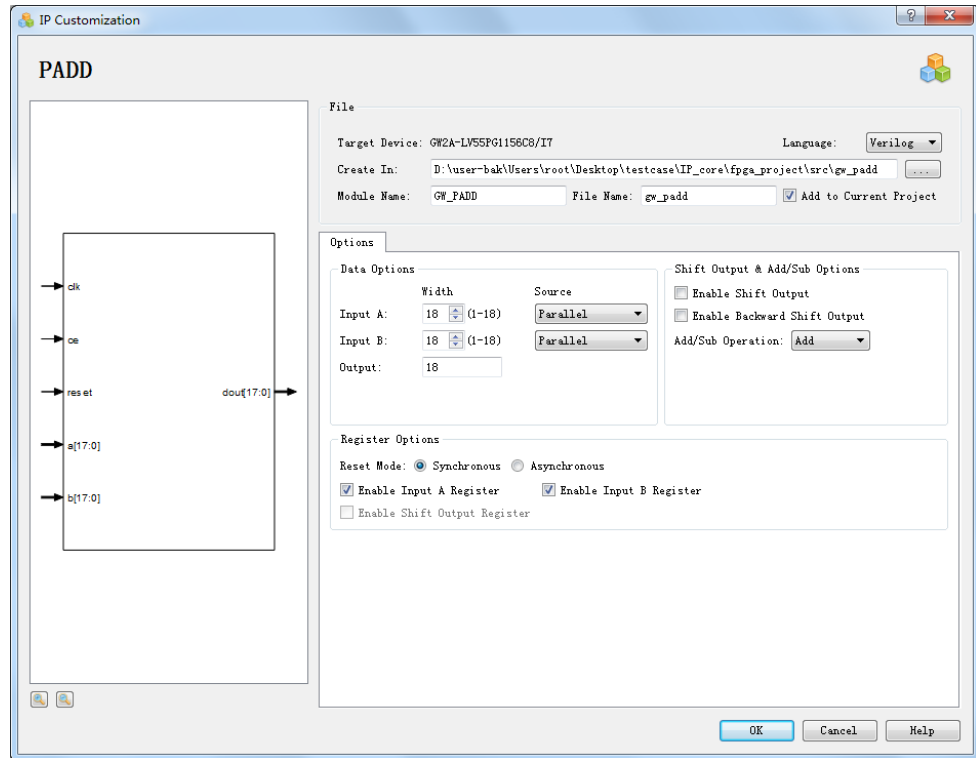 IP Customization
PADD
File
Target Device: GW2A-LV55PG1156C8/I7 Language: Verilog
Create In: D:\user-bak\Users\root\Desktop\testcase\IP_core\fpga_project\src\gw_padd ...
Module Name: GW_PADD File Name: gw_padd Add to Current Project
Options
Data Options
Width Source
Input A: 18 (1-18) Parallel
Input B: 18 (1-18) Parallel
Output: 18
Shift Output & Add/Sub Options
Enable Shift Output
Enable Backward Shift Output
Add/Sub Operation: Add
Register Options
Reset Mode: Synchronous Asynchronous
Enable Input A Register Enable Input B Register
Enable Shift Output Register
clk
ce
reset dout[17:0]
a[17:0]
b[17:0]
OK Cancel Help